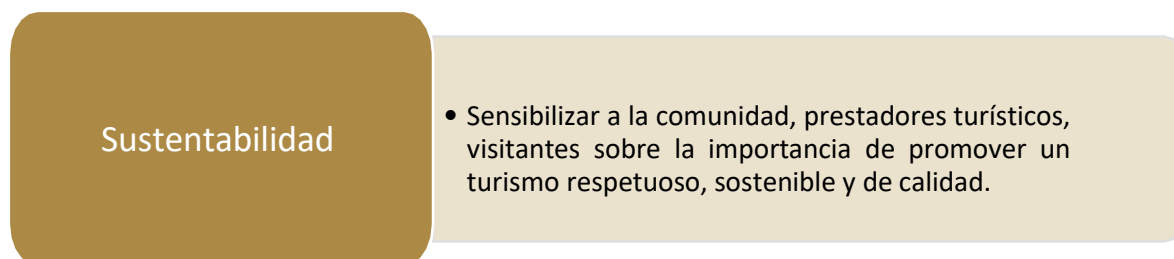 Sustentabilidad
• Sensibilizar a la comunidad, prestadores turísticos,
visitantes sobre la importancia de promover un
turismo respetuoso, sostenible y de calidad.